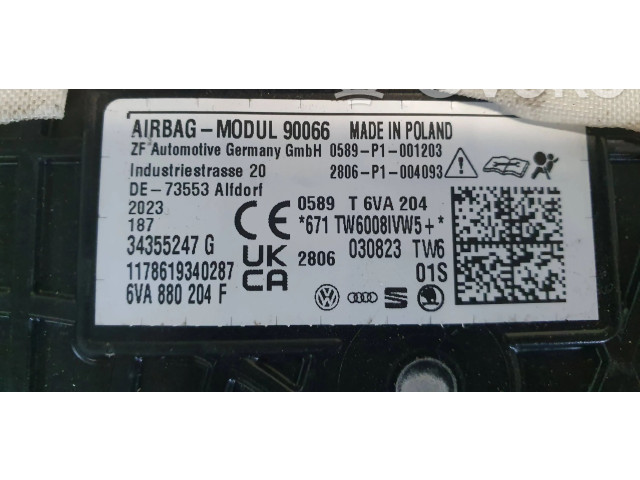 AIRBAG-MODUL 90066 MADE IN POLAND
ZF Automotive Germany GmbH 0589-P1-001203
Industriestrasse 20 2806-P1-004093
DE-73553 Alfdorf
2023 0589 T 6VA 204
187 *671 TW6008IVW5+*
34355247 G 2806 030823 TW6
1178619340287 01S
6VA 880 204 F
CE
UK
CA